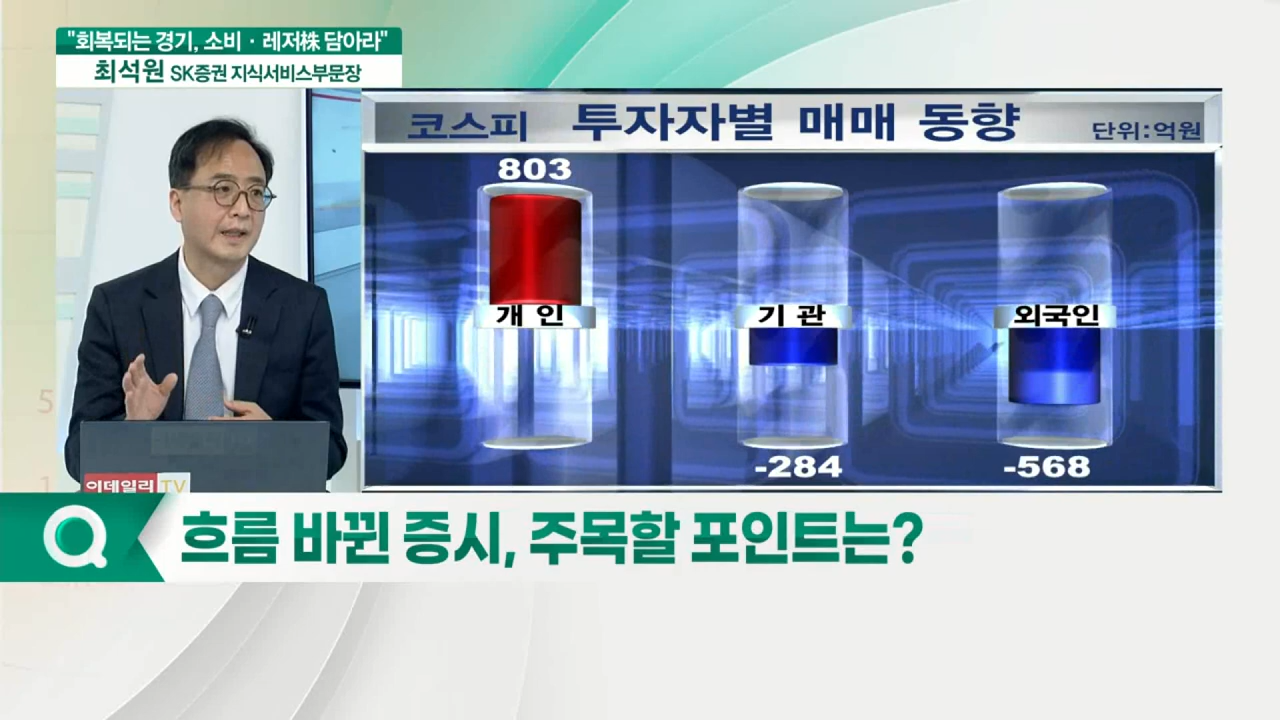 "회복되는 경기, 소비 · 레저株 담아라"
최석원 SK증권 지식서비스부문장
코스피 투자자별 매매 동향 단위:억원
803
개 인 기 관 외국인
-284 -568
이데일리 TV
Q 흐름 바뀐 증시, 주목할 포인트는?